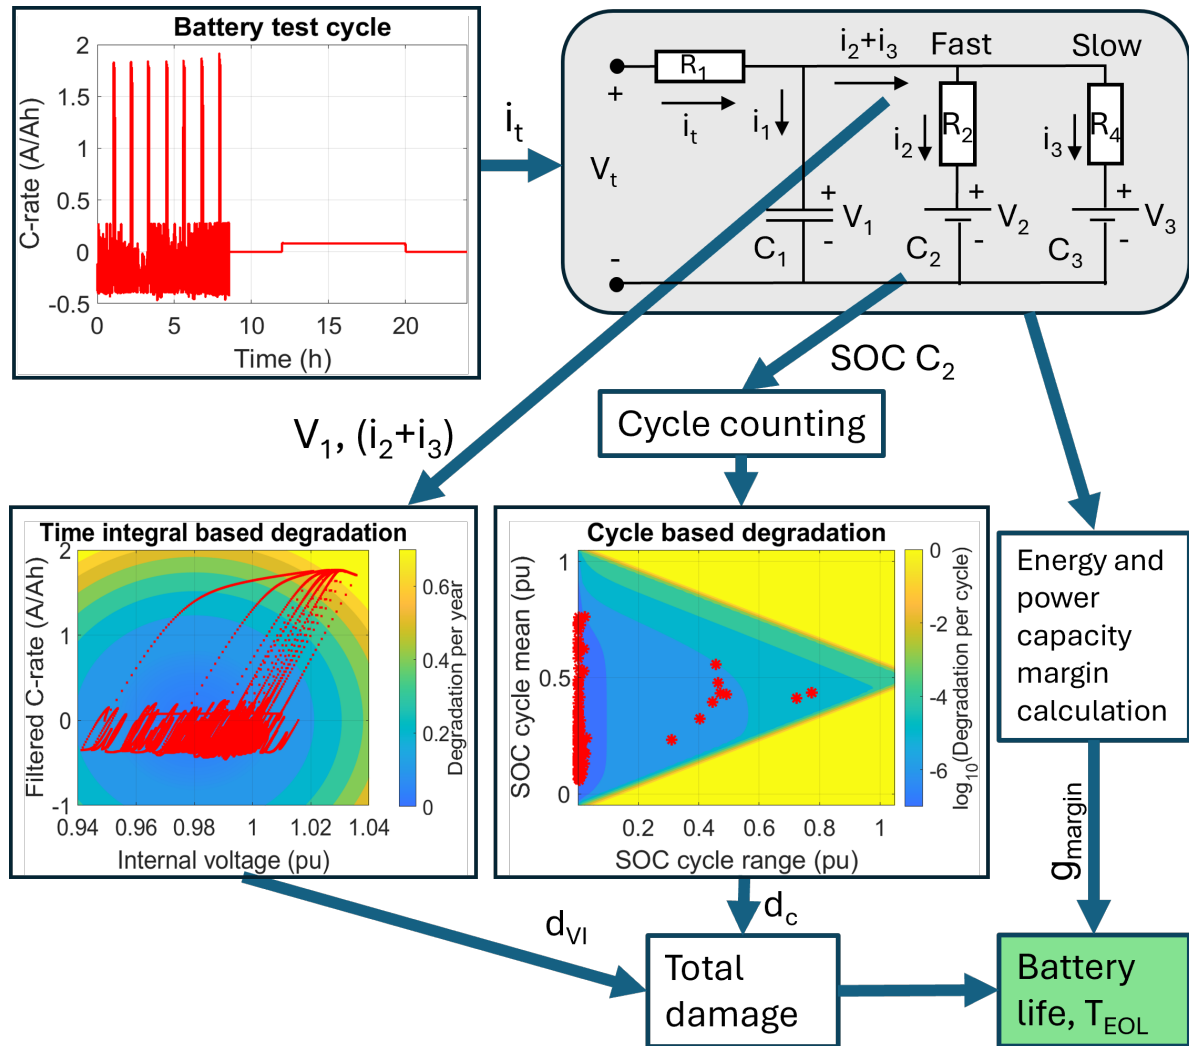 Battery test cycle
C-rate (A/Ah)
2
1.5
1
0.5
0
-0.5
0 5 10 15 20
Time (h)
i_t
i_2+i_3
Fast
Slow
R_1
+
i_t
i_1
i_2
R_2
i_3
R_4
V_t
+
V_1
+
V_2
+
V_3
-
C_1
-
C_2
-
C_3
-
SOC C_2
Cycle counting
V_1, (i_2+i_3)
Time integral based degradation
Filtered C-rate (A/Ah)
2
1
0
-1
0.94 0.96 0.98 1 1.02 1.04
Internal voltage (pu)
0.6
0.4
0.2
0
Degradation per year
Cycle based degradation
SOC cycle mean (pu)
1
0.5
0
0.2 0.4 0.6 0.8 1
SOC cycle range (pu)
0
-2
-4
-6
log_10(Degradation per cycle)
Energy and
power
capacity
margin
calculation
g_margin
d_VI
d_c
Total
damage
Battery
life, T_EOL